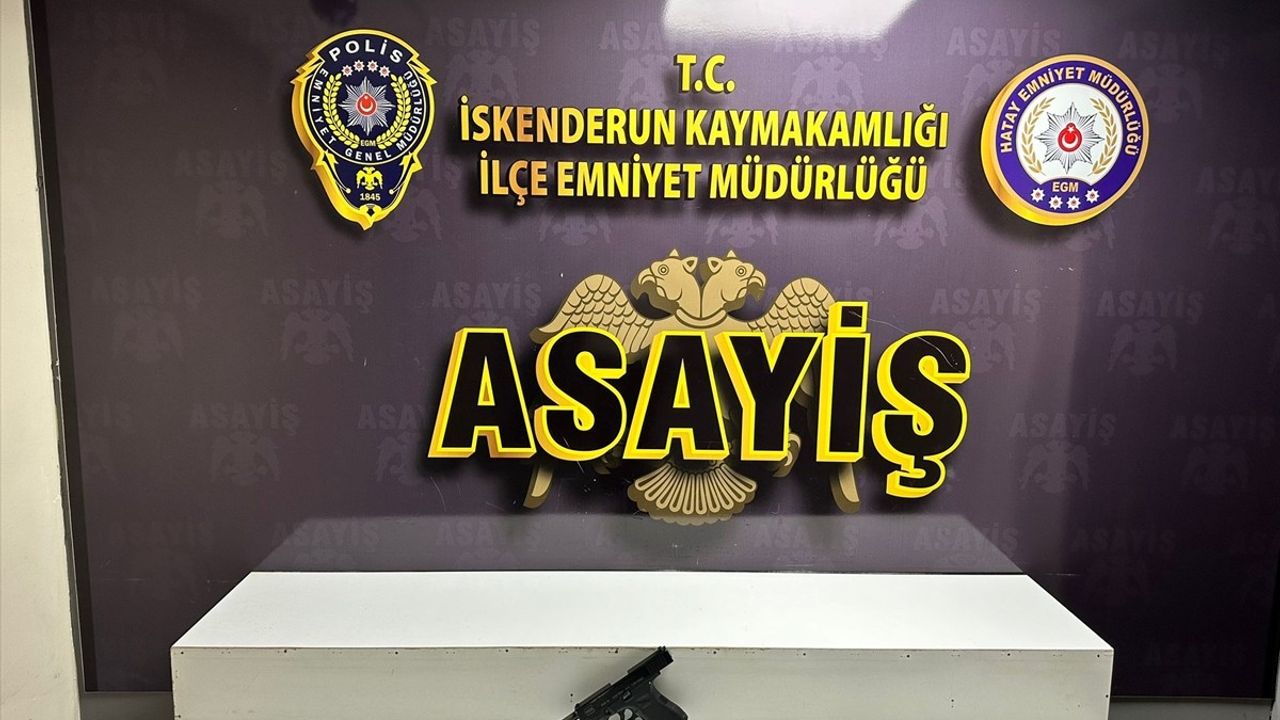 POLİS
EMNİYET GENEL MÜDÜRLÜĞÜ
EGM
1845
T.C.
İSKENDERUN KAYMAKAMLIĞI
İLÇE EMNİYET MÜDÜRLÜĞÜ
HATAY EMNİYET MÜDÜRLÜĞÜ
EGM
ASAYİŞ